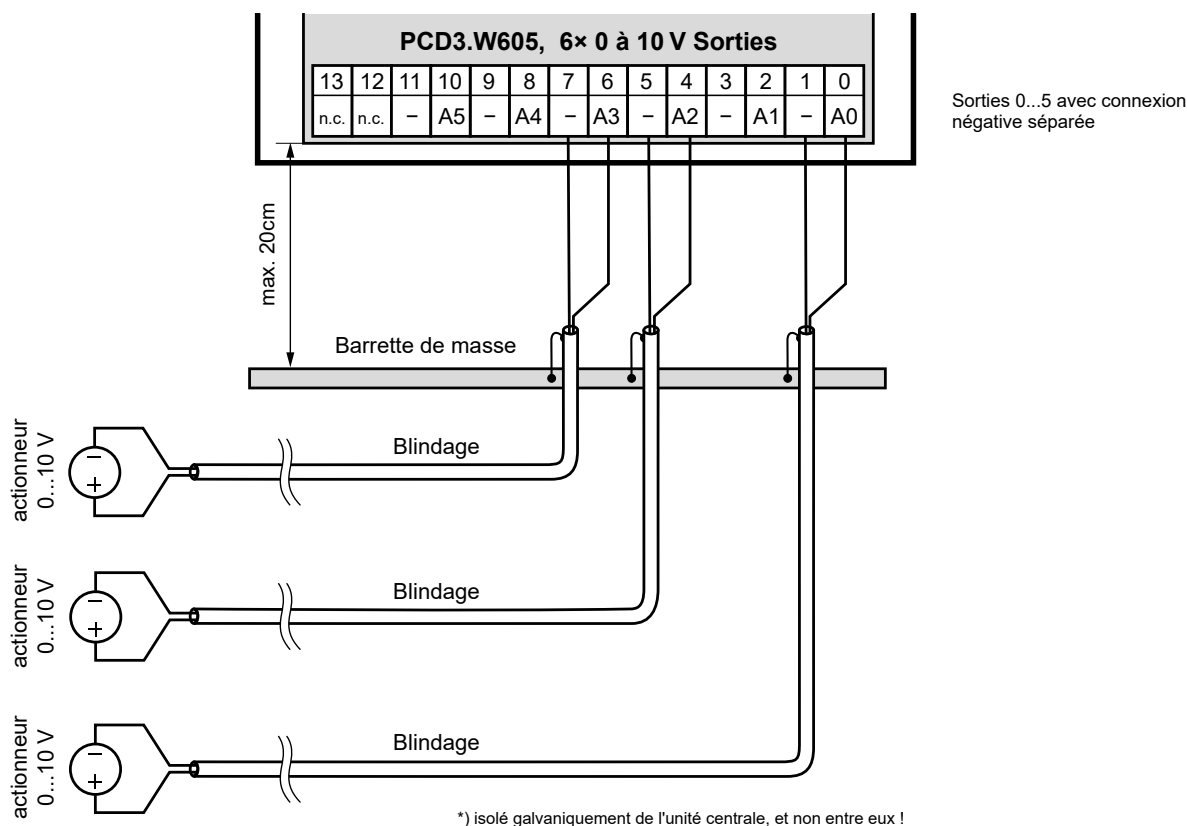 PCD3.W605, 6× 0 à 10 V Sorties
13 12 11 10 9 8 7 6 5 4 3 2 1 0
n.c. n.c. – A5 – A4 – A3 – A2 – A1 – A0
Sorties 0...5 avec connexion
négative séparée
max. 20cm
Barrette de masse
actionneur
0...10 V
– +
Blindage
actionneur
0...10 V
– +
Blindage
actionneur
0...10 V
– +
Blindage
*) isolé galvaniquement de l'unité centrale, et non entre eux !